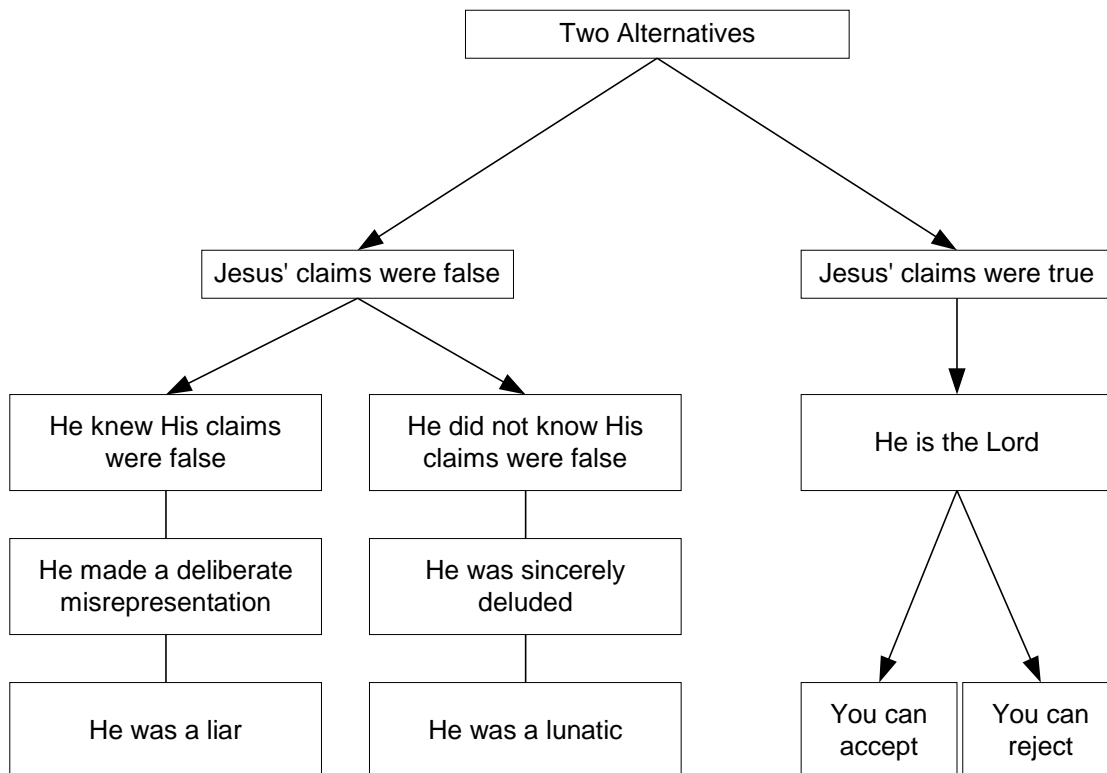 Two Alternatives
Jesus' claims were false
Jesus' claims were true
He knew His claims
were false
He did not know His
claims were false
He is the Lord
He made a deliberate
misrepresentation
He was sincerely
deluded
He was a liar
He was a lunatic
You can
accept
You can
reject